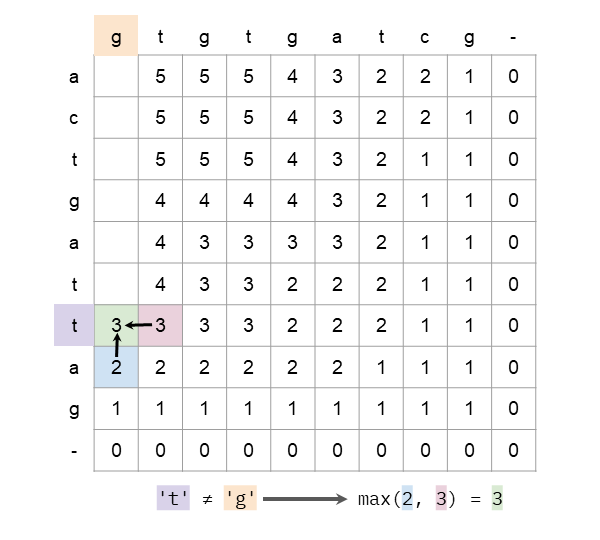 g t g t g a t c g -
a 5 5 5 4 3 2 2 1 0
c 5 5 5 4 3 2 2 1 0
t 5 5 5 4 3 2 1 1 0
g 4 4 4 4 3 2 1 1 0
a 4 3 3 3 3 2 1 1 0
t 4 3 3 2 2 2 1 1 0
t 3 3 3 3 2 2 2 1 1 0
a 2 2 2 2 2 2 1 1 1 0
g 1 1 1 1 1 1 1 1 1 0
- 0 0 0 0 0 0 0 0 0 0
't' ≠ 'g' max(2, 3) = 3